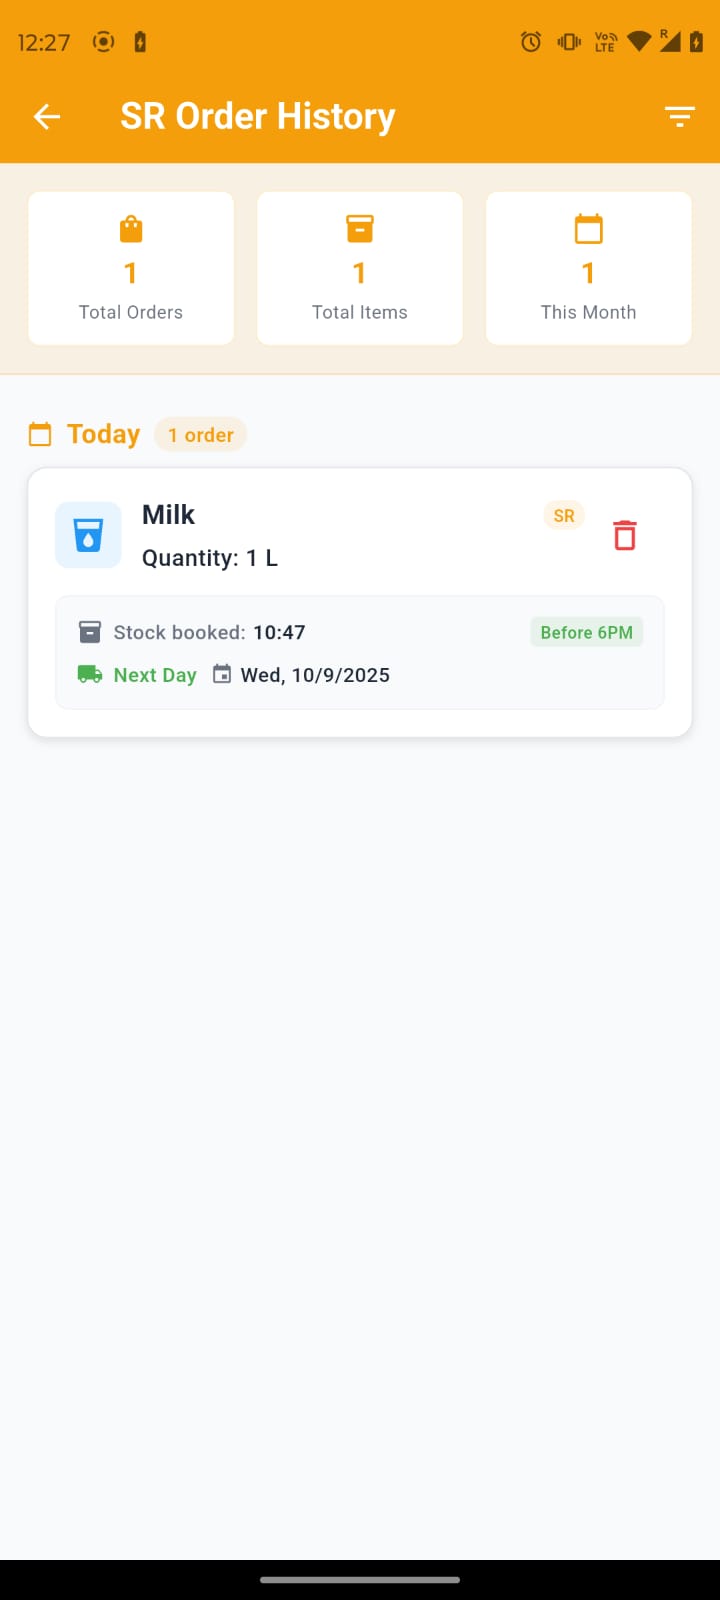 12:27
Vo))
LTE
R
SR Order History
1
Total Orders
1
Total Items
1
This Month
Today
1 order
Milk
SR
Quantity: 1 L
Stock booked: 10:47
Before 6PM
Next Day
Wed, 10/9/2025